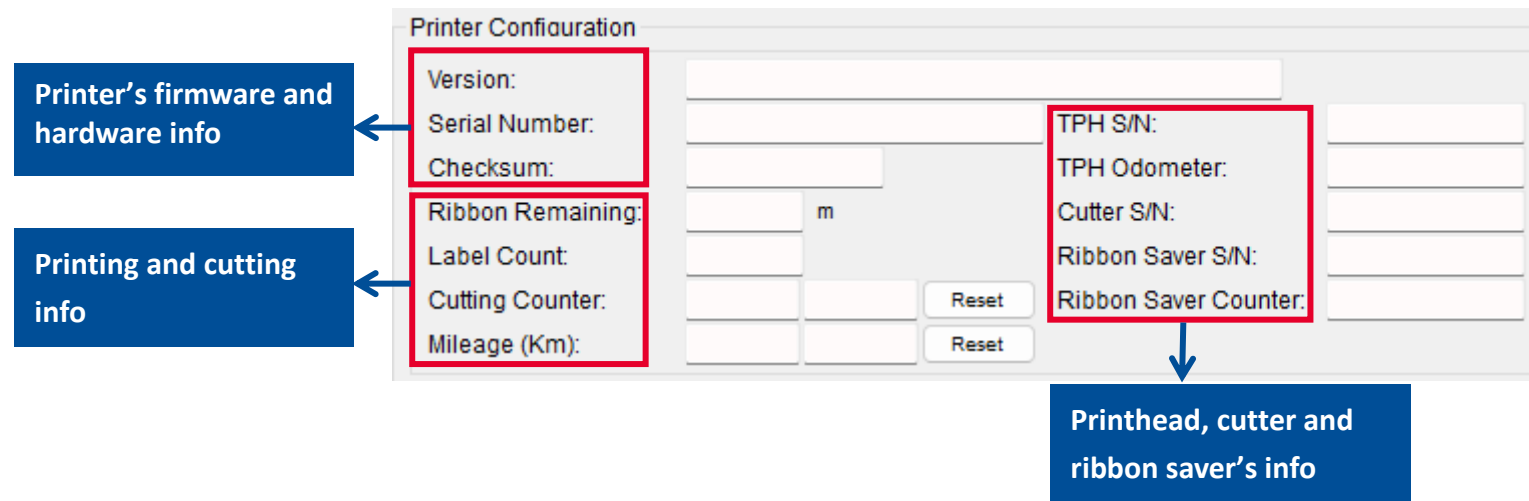 Printer Configuration
Printer's firmware and
hardware info
Version:
Serial Number:
Checksum:
TPH S/N:
TPH Odometer:
Cutter S/N:
Ribbon Saver S/N:
Ribbon Saver Counter:
Printing and cutting
info
Ribbon Remaining: m
Label Count:
Cutting Counter: Reset
Mileage (Km): Reset
Printhead, cutter and
ribbon saver's info